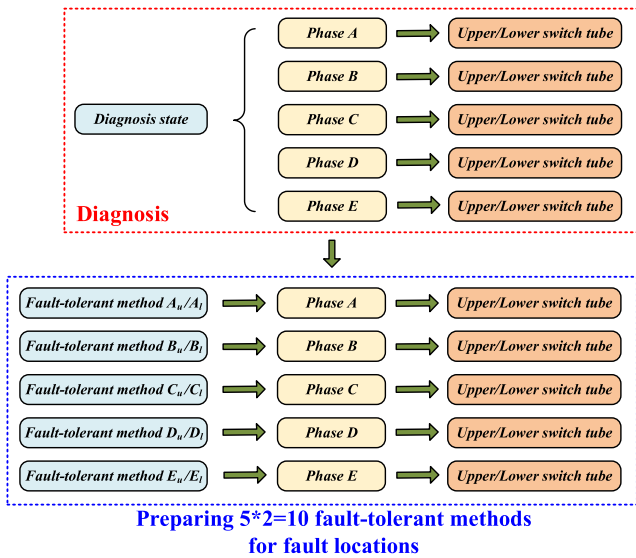 Phase A Upper/Lower switch tube
Phase B Upper/Lower switch tube
Diagnosis state Phase C Upper/Lower switch tube
Phase D Upper/Lower switch tube
Phase E Upper/Lower switch tube
Diagnosis
Fault-tolerant method Au/Al Phase A Upper/Lower switch tube
Fault-tolerant method Bu/Bl Phase B Upper/Lower switch tube
Fault-tolerant method Cu/Cl Phase C Upper/Lower switch tube
Fault-tolerant method Du/Dl Phase D Upper/Lower switch tube
Fault-tolerant method Eu/El Phase E Upper/Lower switch tube
Preparing 5*2=10 fault-tolerant methods
for fault locations